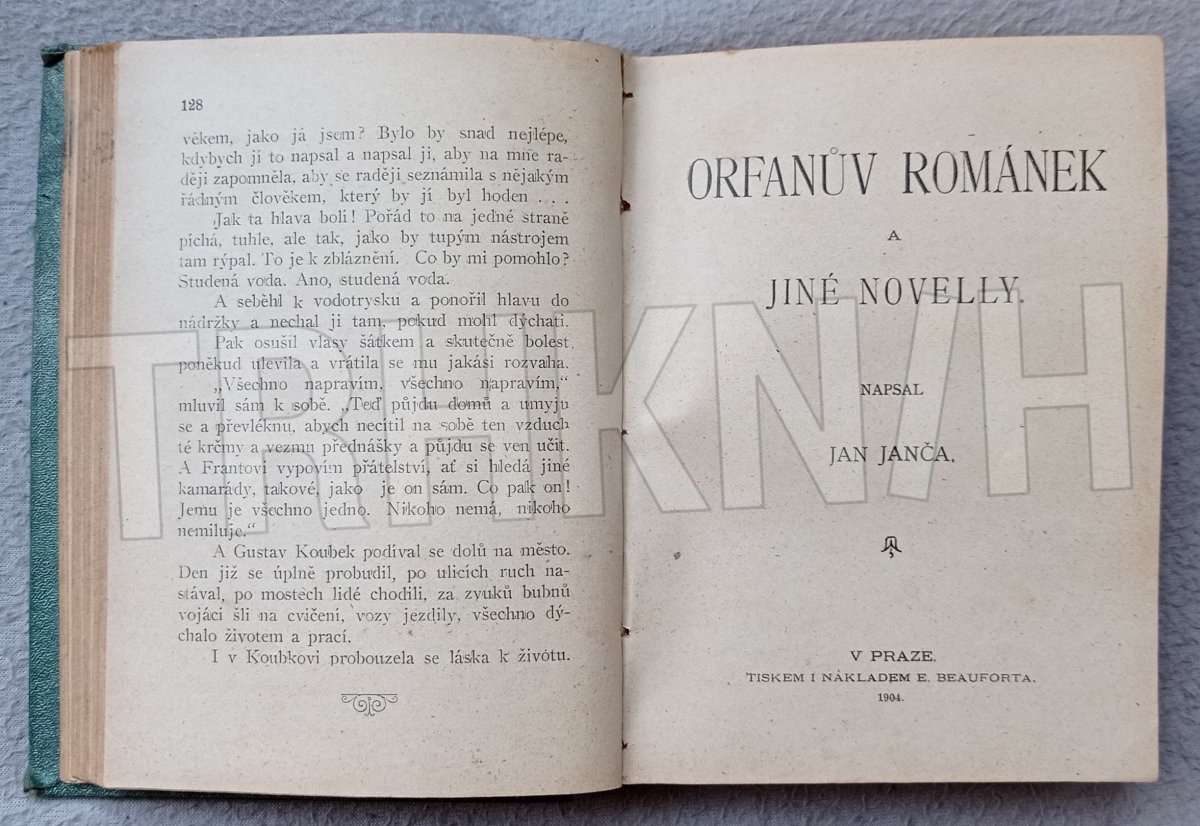 128
věkem, jako já jsem? Bylo by snad nejlépe,
kdybych jí to napsal a napsal jí, aby na mne ra-
ději zapomněla, aby se raději seznámila s nějakým
řádným člověkem, který by jí byl hoden . . .
Jak ta hlava bolí! Pořád to na jedné straně
píchá, tuhle, ale tak, jako by tupým nástrojem
tam rýpal. To je k zbláznění. Co by mi pomohlo?
Studená voda. Ano, studená voda.
A seběhl k vodotrysku a ponořil hlavu do
nádržky a nechal ji tam, pokud mohl dýchati.
Pak osušil vlasy šátkem a skutečně bolest
poněkud ulevila a vrátila se mu jakási rozvaha.
„Všechno napravím, všechno napravím,“
mluvil sám k sobě. „Teď půjdu domů a umyju
se a převléknu, abych necítil na sobě ten vzduch
té krčmy a vezmu přednášky a půjdu se ven učit.
A Frantovi vypovím přátelství, ať si hledá jiné
kamarády, takové, jako je on sám. Co pak on!
Jemu je všechno jedno. Nikoho nemá, nikoho
nemiluje.“
A Gustav Koubek podíval se dolů na město.
Den již se úplně probudil, po ulicích ruch na-
stával, po mostech lidé chodili, za zvuků bubnů
vojáci šli na cvičení, vozy jezdily, všechno dý-
chalo životem a prací.
I v Koubkovi probouzela se láska k životu.
ORFANŮV ROMÁNEK
A
JINÉ NOVELLY.
NAPSAL
JAN JANČA.
V PRAZE.
TISKEM I NÁKLADEM E. BEAUFORTA.
1904.
TRHKNIH